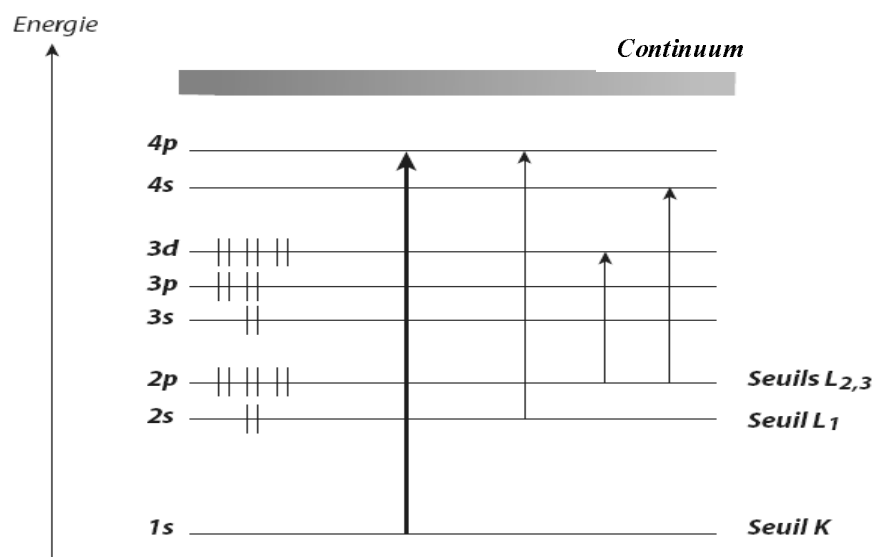 Energie
Continuum
4p
4s
3d
3p
3s
2p Seuils L2,3
2s Seuil L1
1s Seuil K